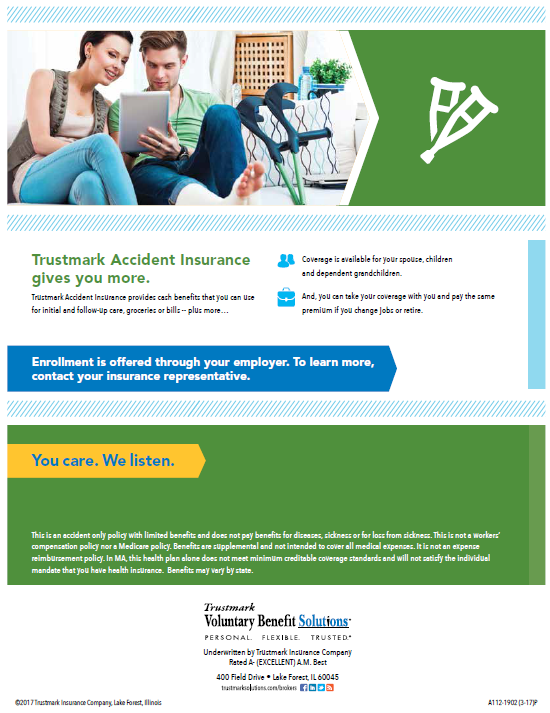 Trustmark Accident Insurance
gives you more.
Trustmark Accident Insurance provides cash benefits that you can use
for initial and follow-up care, groceries or bills -- plus more…
Coverage is available for your spouse, children
and dependent grandchildren.
And, you can take your coverage with you and pay the same
premium if you change jobs or retire.
Enrollment is offered through your employer. To learn more,
contact your insurance representative.
You care. We listen.
This is an accident only policy with limited benefits and does not pay benefits for diseases, sickness or for loss from sickness. This is not a workers'
compensation policy nor a Medicare policy. Benefits are supplemental and not intended to cover all medical expenses. It is not an expense
reimbursement policy. In MA, this health plan alone does not meet minimum creditable coverage standards and will not satisfy the individual
mandate that you have health insurance. Benefits may vary by state.
Trustmark
Voluntary Benefit Solutions
PERSONAL. FLEXIBLE. TRUSTED.®
Underwritten by Trustmark Insurance Company
Rated A- (EXCELLENT) A.M. Best
400 Field Drive • Lake Forest, IL 60045
trustmarksolutions.com/brokers
©2017 Trustmark Insurance Company, Lake Forest, Illinois
A112-1902 (3-17)P